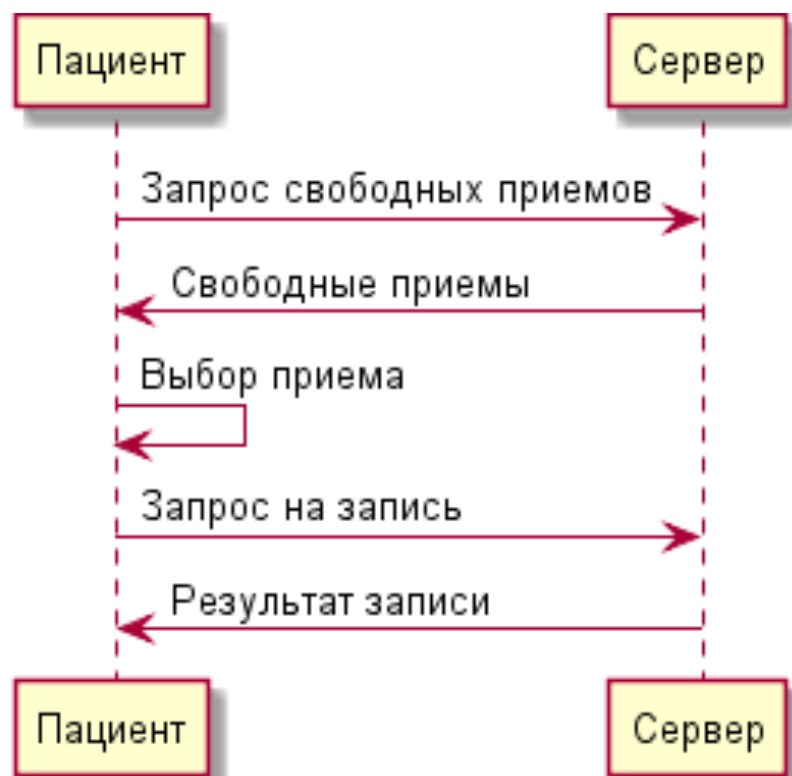 Пациент
Сервер
Запрос свободных приемов
Свободные приемы
Выбор приема
Запрос на запись
Результат записи
Пациент
Сервер